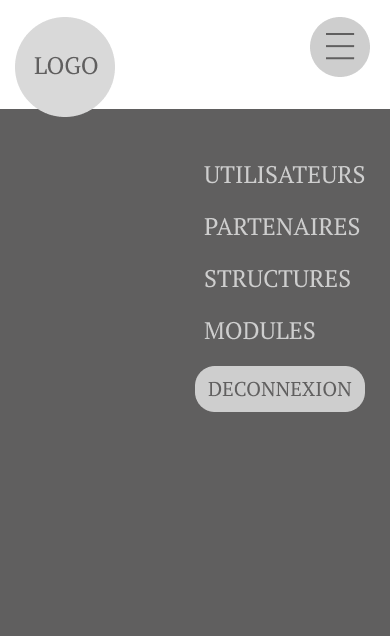 LOGO
UTILISATEURS
PARTENAIRES
STRUCTURES
MODULES
DECONNEXION